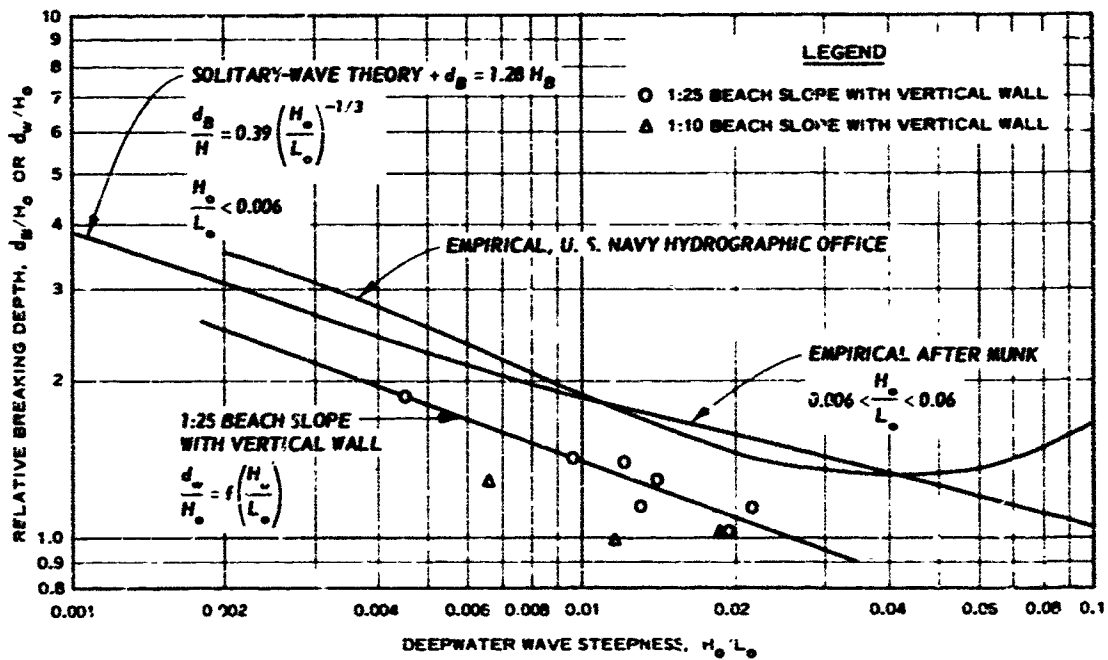 RELATIVE BREAKING DEPTH, d_B/H_o OR d_w/H_o
10
9
8
7
6
5
4
3
2
1.0
0.9
0.8
SOLITARY-WAVE THEORY + d_B = 1.28 H_B
d_B/H = 0.39 (H_o/L_o)^-1/3
H_o/L_o < 0.006
LEGEND
O 1:25 BEACH SLOPE WITH VERTICAL WALL
Δ 1:10 BEACH SLOPE WITH VERTICAL WALL
EMPIRICAL, U. S. NAVY HYDROGRAPHIC OFFICE
EMPIRICAL AFTER MUNK
0.006 < H_o/L_o < 0.06
1:25 BEACH SLOPE
WITH VERTICAL WALL
d_w/H_o = f(H_o/L_o)
0.001 0.002 0.004 0.006 0.008 0.01 0.02 0.04 0.06 0.08 0.1
DEEPWATER WAVE STEEPNESS, H_o/L_o